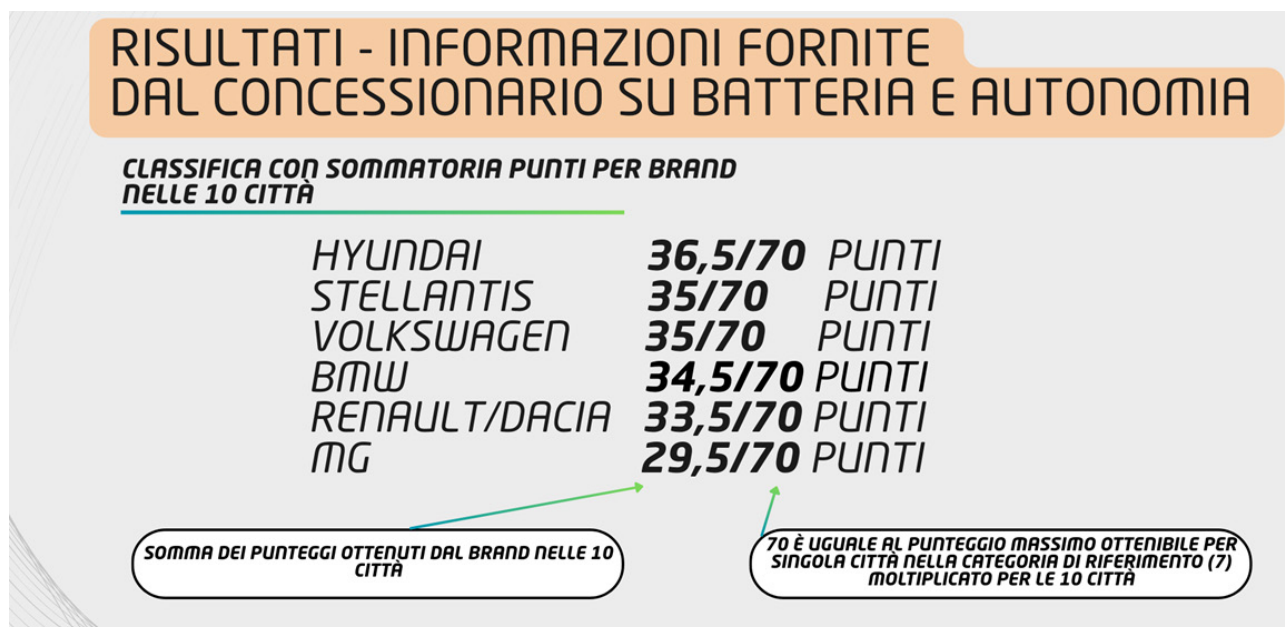 RISULTATI - INFORMAZIONI FORNITE
DAL CONCESSIONARIO SU BATTERIA E AUTONOMIA
CLASSIFICA CON SOMMATORIA PUNTI PER BRAND
NELLE 10 CITTÀ
HYUNDAI 36,5/70 PUNTI
STELLANTIS 35/70 PUNTI
VOLKSWAGEN 35/70 PUNTI
BMW 34,5/70 PUNTI
RENAULT/DACIA 33,5/70 PUNTI
MG 29,5/70 PUNTI
SOMMA DEI PUNTEGGI OTTENUTI DAL BRAND NELLE 10
CITTÀ
70 È UGUALE AL PUNTEGGIO MASSIMO OTTENIBILE PER
SINGOLA CITTÀ NELLA CATEGORIA DI RIFERIMENTO (7)
MOLTIPLICATO PER LE 10 CITTÀ